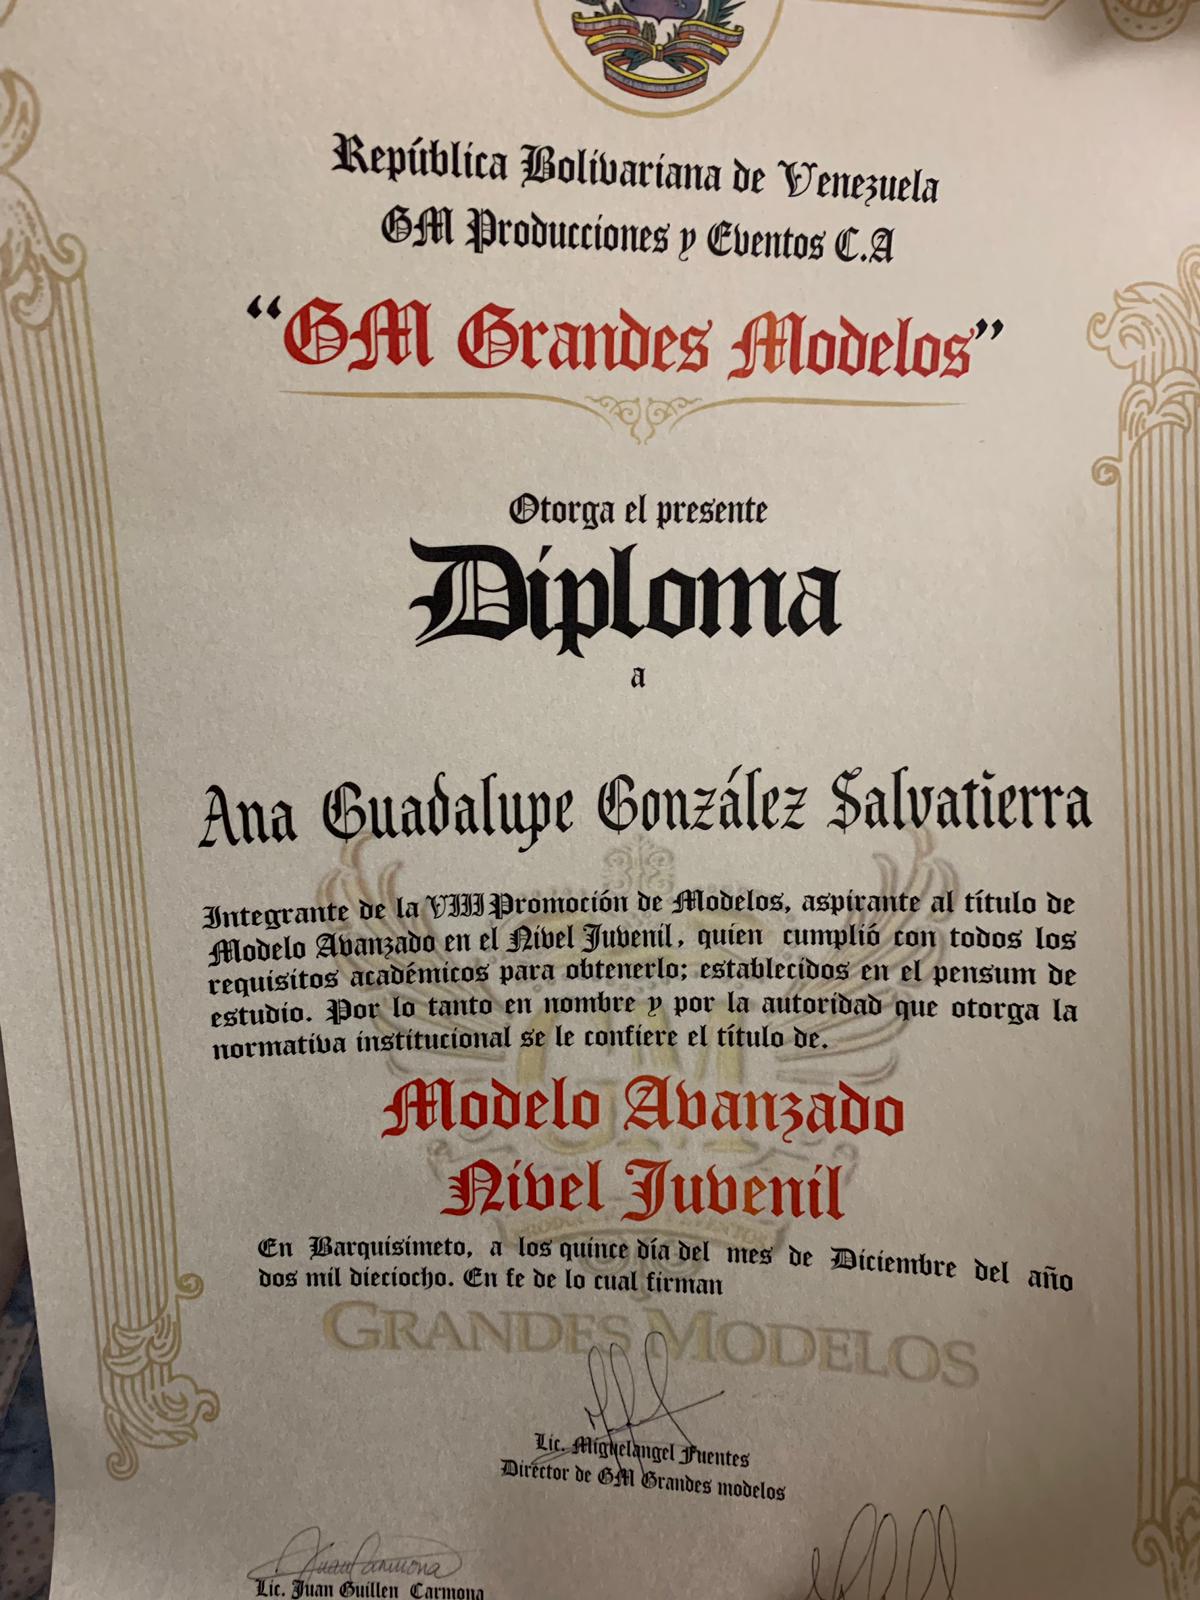 República Bolivariana de Venezuela
GM Producciones y Eventos C.A
“GM Grandes Modelos”
Otorga el presente
Diploma
a
Ana Guadalupe González Salvatierra
Integrante de la VIII Promoción de Modelos, aspirante al título de
Modelo Avanzado en el Nivel Juvenil, quien cumplió con todos los
requisitos académicos para obtenerlo; establecidos en el pensum de
estudio. Por lo tanto en nombre y por la autoridad que otorga la
normativa institucional se le confiere el título de.
Modelo Avanzado
Nivel Juvenil
En Barquisimeto, a los quince día del mes de Diciembre del año
dos mil dieciocho. En fe de lo cual firman
GRANDES MODELOS
Lic. Miguelangel Fuentes
Director de GM Grandes modelos
Juan Carmona
Lic. Juan Guillen Carmona